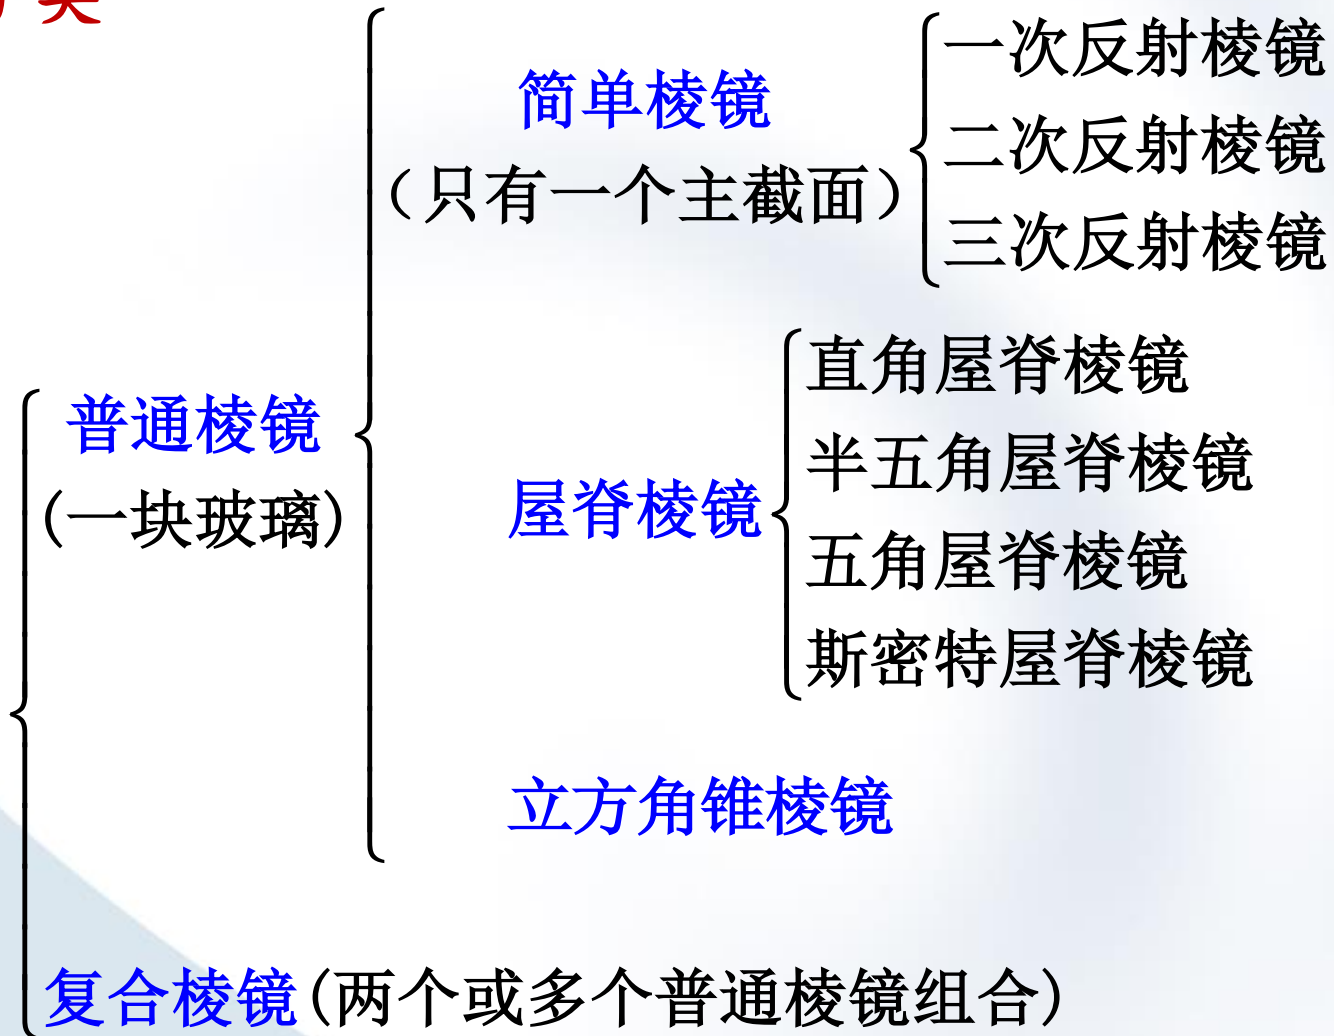 类
简单棱镜
（只有一个主截面）
一次反射棱镜
二次反射棱镜
三次反射棱镜
普通棱镜
(一块玻璃)
屋脊棱镜
直角屋脊棱镜
半五角屋脊棱镜
五角屋脊棱镜
斯密特屋脊棱镜
立方角锥棱镜
复合棱镜(两个或多个普通棱镜组合)